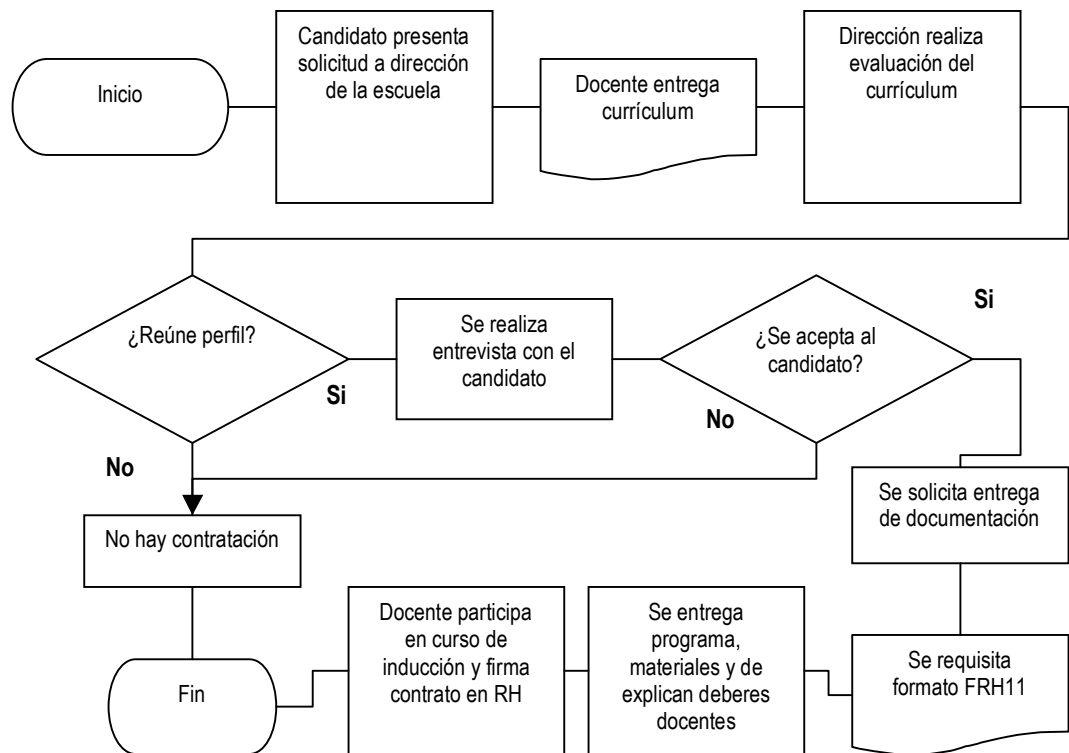 Inicio
Candidato presenta
solicitud a dirección
de la escuela
Docente entrega
currículum
Dirección realiza
evaluación del
currículum
¿Reúne perfil?
Si
No
Se realiza
entrevista con el
candidato
¿Se acepta al
candidato?
Si
No
Se solicita entrega
de documentación
Se requisita
formato FRH11
Se entrega
programa,
materiales y de
explican deberes
docentes
Docente participa
en curso de
inducción y firma
contrato en RH
No hay contratación
Fin